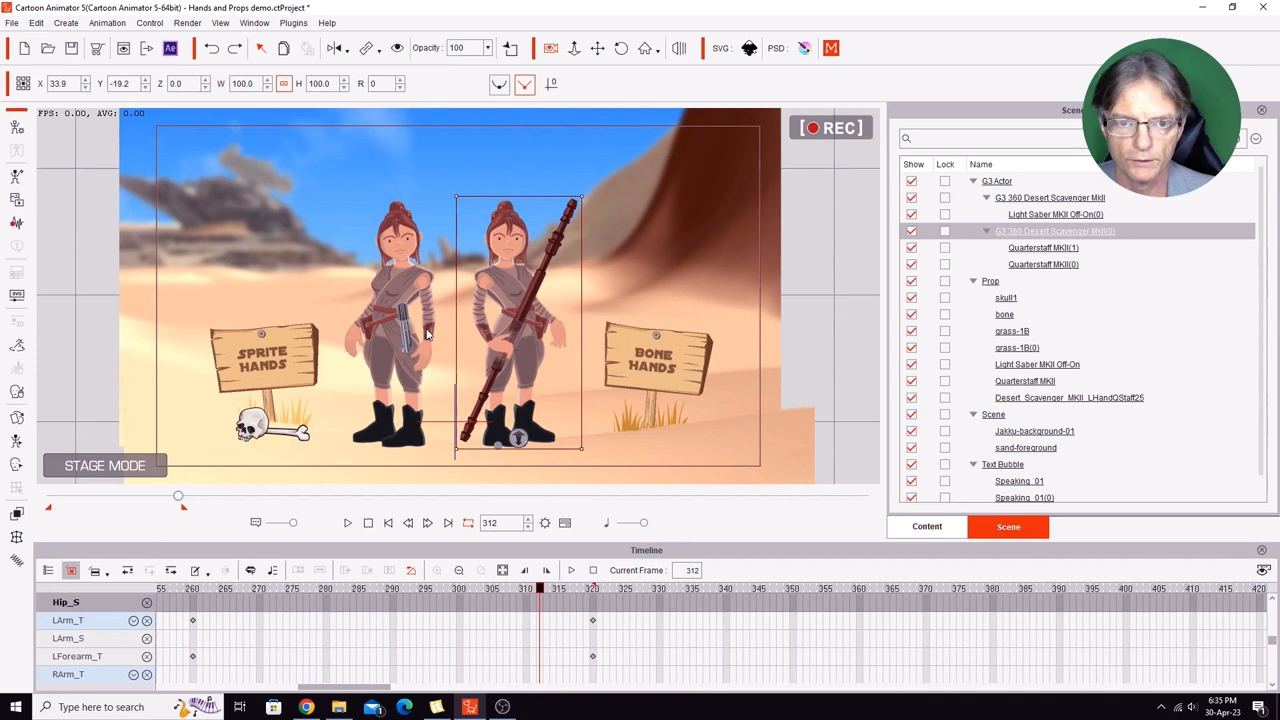 Cartoon Animator 5(Cartoon Animator 5-64bit) - Hands and Props demo.ctProject *
File Edit Create Animation Control Render View Window Plugins Help
Ae Opacity: 100 SVG : PSD : M
X 33.9 Y -19.2 Z 0.0 W 100.0 H 100.0 R 0
FPS: 0.00, AVG: 0.00
[ REC ]
SPRITE
HANDS
BONE
HANDS
STAGE MODE
312
Scene
Show Lock Name
G3 Actor
G3 360 Desert Scavenger MkII
Light Saber MKII Off-On(0)
G3 360 Desert Scavenger MkII(0)
Quarterstaff MKII(1)
Quarterstaff MKII(0)
Prop
skull1
bone
grass-1B
grass-1B(0)
Light Saber MKII Off-On
Quarterstaff MKII
Desert_Scavenger_MKII_LHandQStaff25
Scene
Jakku-background-01
sand-foreground
Text Bubble
Speaking_01
Speaking_01(0)
Content Scene
Timeline
Current Frame : 312
55 260 265 270 275 280 285 290 295 300 305 310 315 320 325 330 335 340 345 350 355 360 365 370 375 380 385 390 395 400 405 410 415 420
Hip_S
LArm_T
LArm_S
LForearm_T
RArm_T
Type here to search
6:35 PM
30-Apr-23